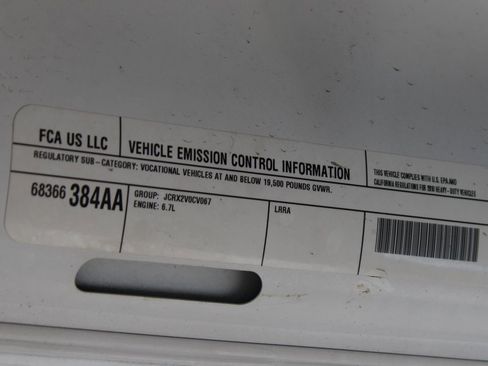 FCA US LLC
VEHICLE EMISSION CONTROL INFORMATION
REGULATORY SUB-CATEGORY: VOCATIONAL VEHICLES AT AND BELOW 19,500 POUNDS GVWR.
THIS VEHICLE COMPLIES WITH U.S. EPA AND
CALIFORNIA REGULATIONS FOR 2018 HEAVY-DUTY VEHICLES
68366 384AA
GROUP: JCRX2VOCV067
ENGINE: 6.7L
LRRA